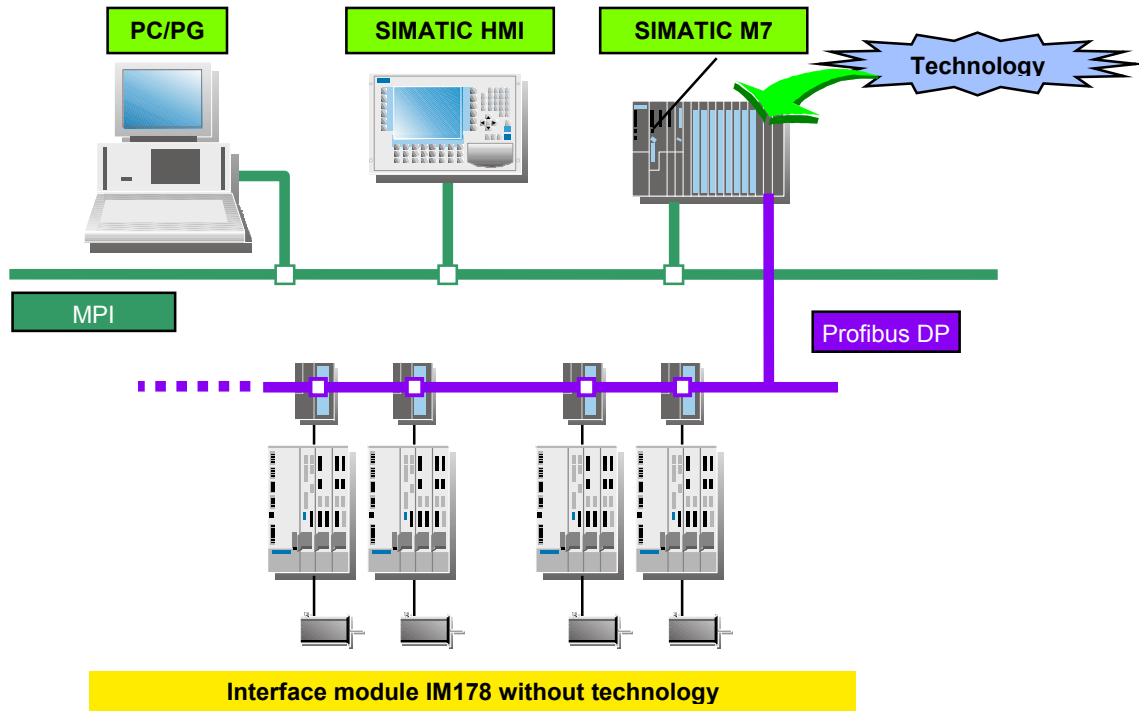 PC/PG
SIMATIC HMI
SIMATIC M7
Technology
MPI
Profibus DP
Interface module IM178 without technology